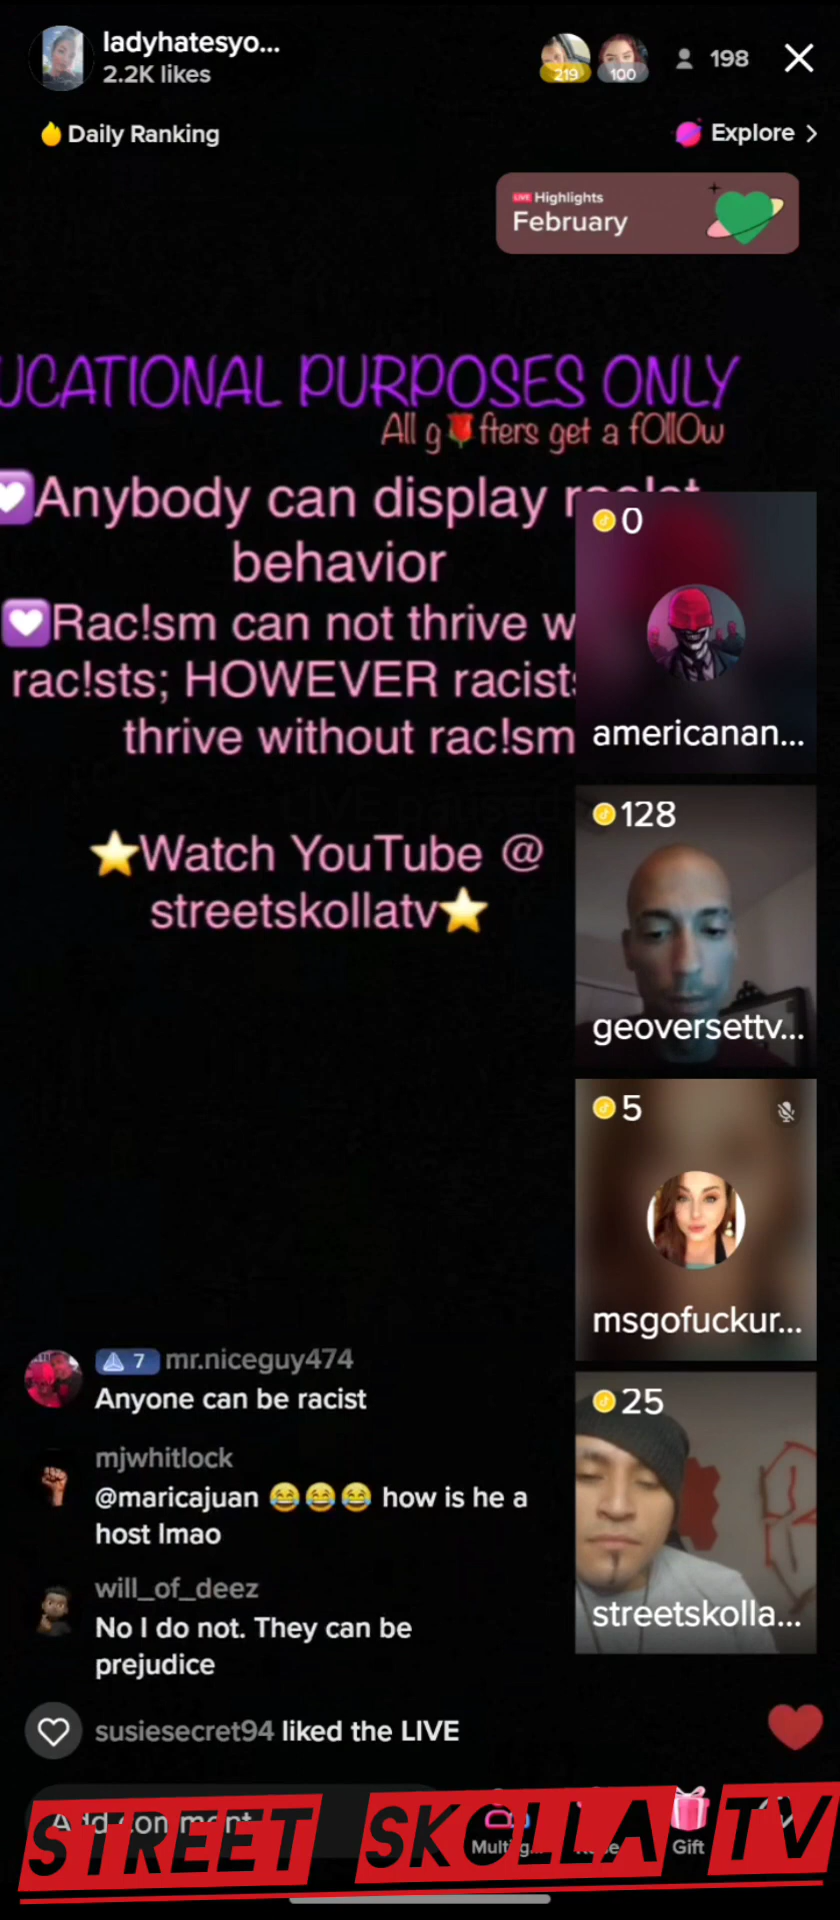 ladyhatesyo...
2.2K likes
219
100
198
Daily Ranking
Explore >
LIVE Highlights
February
UCATIONAL PURPOSES ONLY
All g🌹fters get a fOllOw
💟Anybody can display
behavior
💟Rac!sm can not thrive w
rac!sts; HOWEVER racists
thrive without rac!sm
⭐Watch YouTube @
streetskollatv⭐
0
americanan...
128
geoversettv...
5
msgofuckur...
25
streetskolla...
7 mr.niceguy474
Anyone can be racist
mjwhitlock
@maricajuan 😂😂😂 how is he a
host lmao
will_of_deez
No I do not. They can be
prejudice
susiesecret94 liked the LIVE
Add comment
Gift
STREET SKOLLA TV